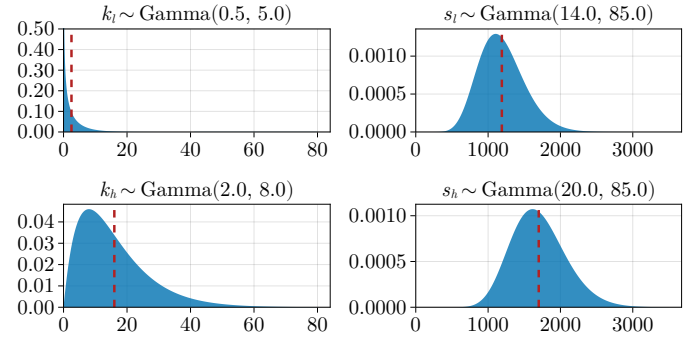 k_l ∼ Gamma(0.5, 5.0)
0.50
0.40
0.30
0.20
0.10
0.00
0 20 40 60 80
s_l ∼ Gamma(14.0, 85.0)
0.0010
0.0005
0.0000
0 1000 2000 3000
k_h ∼ Gamma(2.0, 8.0)
0.04
0.03
0.02
0.01
0.00
0 20 40 60 80
s_h ∼ Gamma(20.0, 85.0)
0.0010
0.0005
0.0000
0 1000 2000 3000